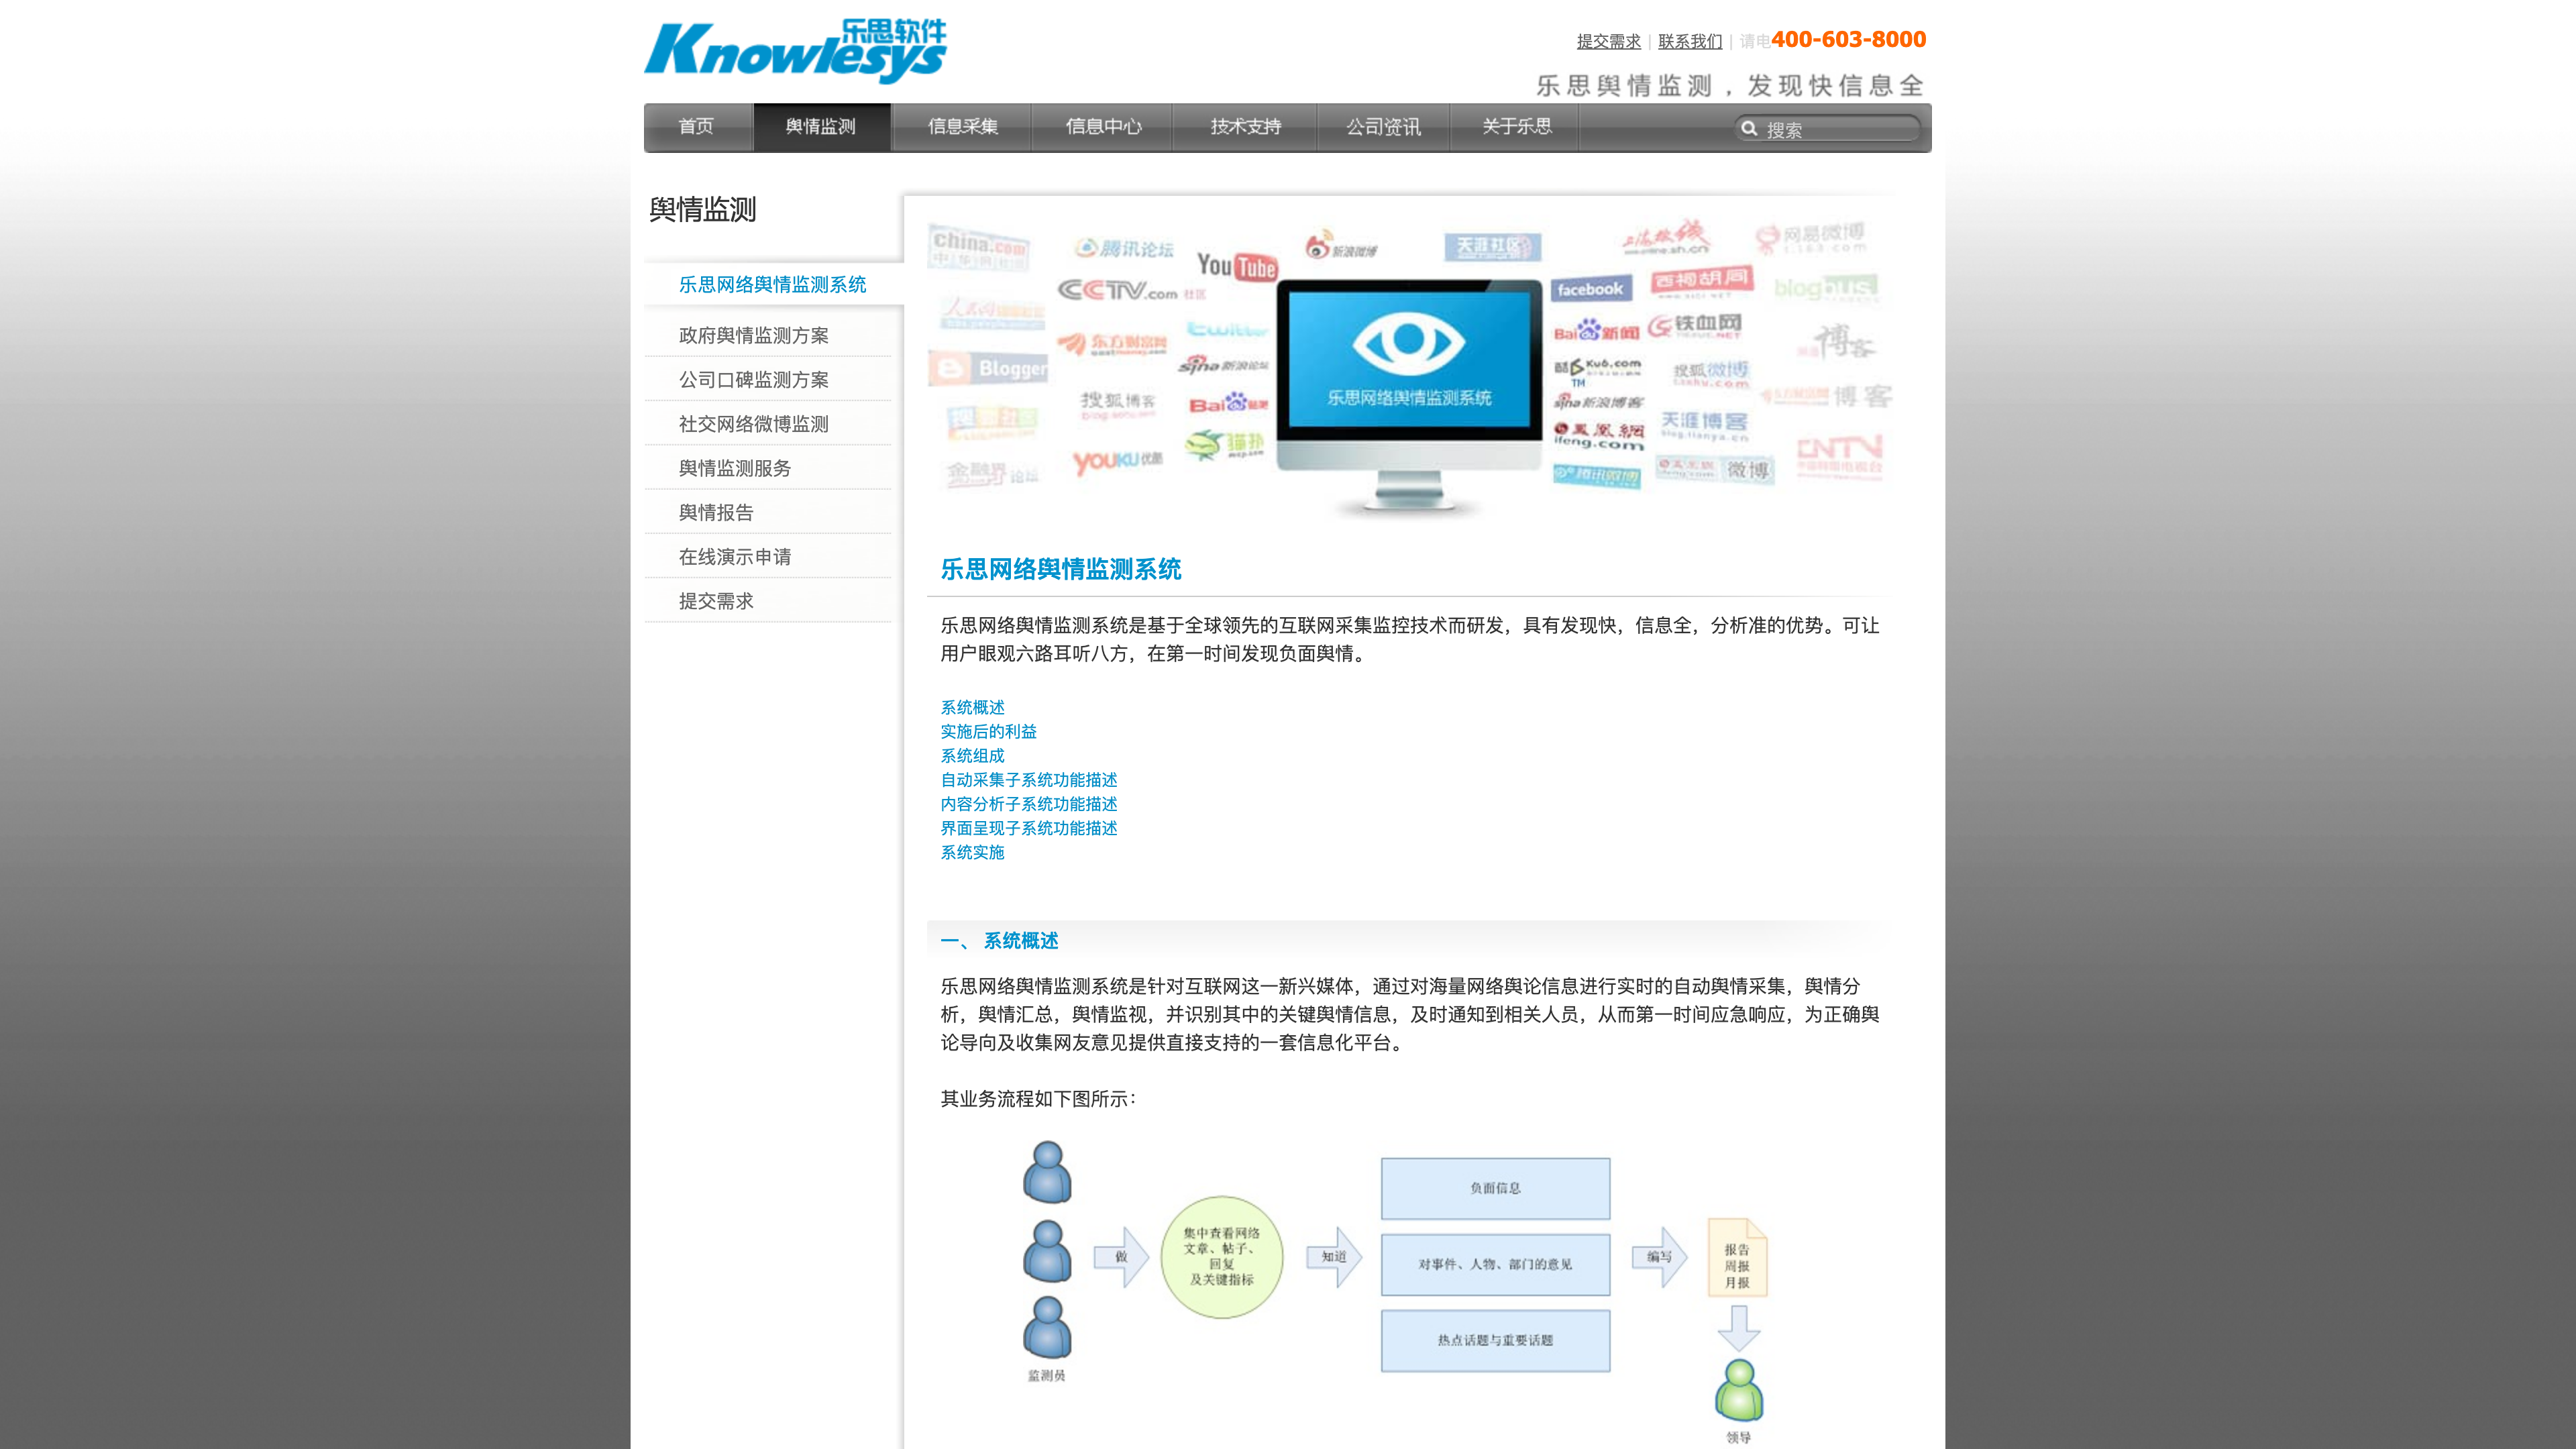 Knowlesys 乐思软件
提交需求 | 联系我们 | 请电400-603-8000
乐思舆情监测，发现快信息全
首页 舆情监测 信息采集 信息中心 技术支持 公司资讯 关于乐思 搜索
舆情监测
乐思网络舆情监测系统
政府舆情监测方案
公司口碑监测方案
社交网络微博监测
舆情监测服务
舆情报告
在线演示申请
提交需求
china.com
腾讯论坛
YouTube
新浪微博
天涯社区
网易微博
CCTV.com 社区
facebook
西祠胡同
blogbus
东方财富网
twitter
Bai 新闻
铁血网
博客
Blogger
sina 新浪论坛
Ku6.com
搜狐微博
搜狐博客
Bai 贴吧
乐思网络舆情监测系统
sina 新浪博客
天涯博客
blog.tianya.cn
博客
猫扑
凤凰網
ifeng.com
CNTV
金融界 论坛
YOUKU 优酷
腾讯微博
微博
乐思网络舆情监测系统
乐思网络舆情监测系统是基于全球领先的互联网采集监控技术而研发，具有发现快，信息全，分析准的优势。可让
用户眼观六路耳听八方，在第一时间发现负面舆情。
系统概述
实施后的利益
系统组成
自动采集子系统功能描述
内容分析子系统功能描述
界面呈现子系统功能描述
系统实施
一、 系统概述
乐思网络舆情监测系统是针对互联网这一新兴媒体，通过对海量网络舆论信息进行实时的自动舆情采集，舆情分
析，舆情汇总，舆情监视，并识别其中的关键舆情信息，及时通知到相关人员，从而第一时间应急响应，为正确舆
论导向及收集网友意见提供直接支持的一套信息化平台。
其业务流程如下图所示：
做
集中查看网络
文章、帖子、
回复
及关键指标
知道
负面信息
对事件、人物、部门的意见
热点话题与重要话题
编写
报告
周报
月报
监测员
领导